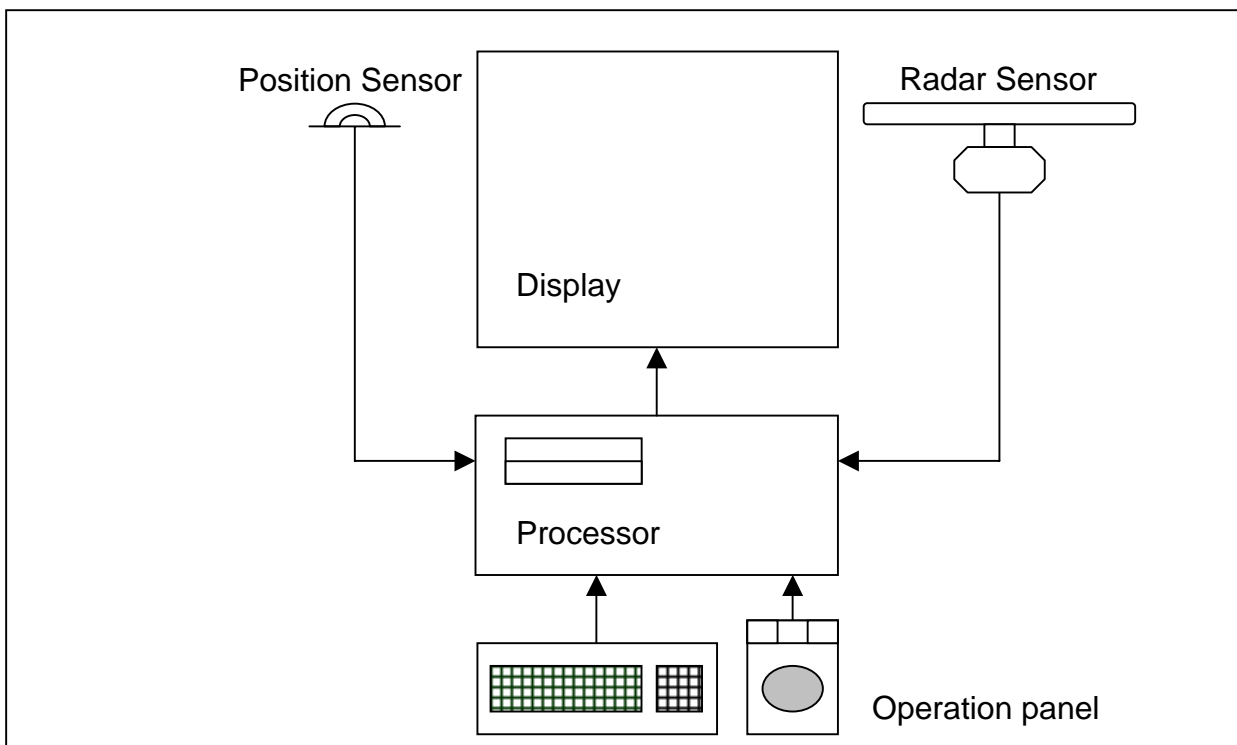 Position Sensor
Radar Sensor
Display
Processor
Operation panel